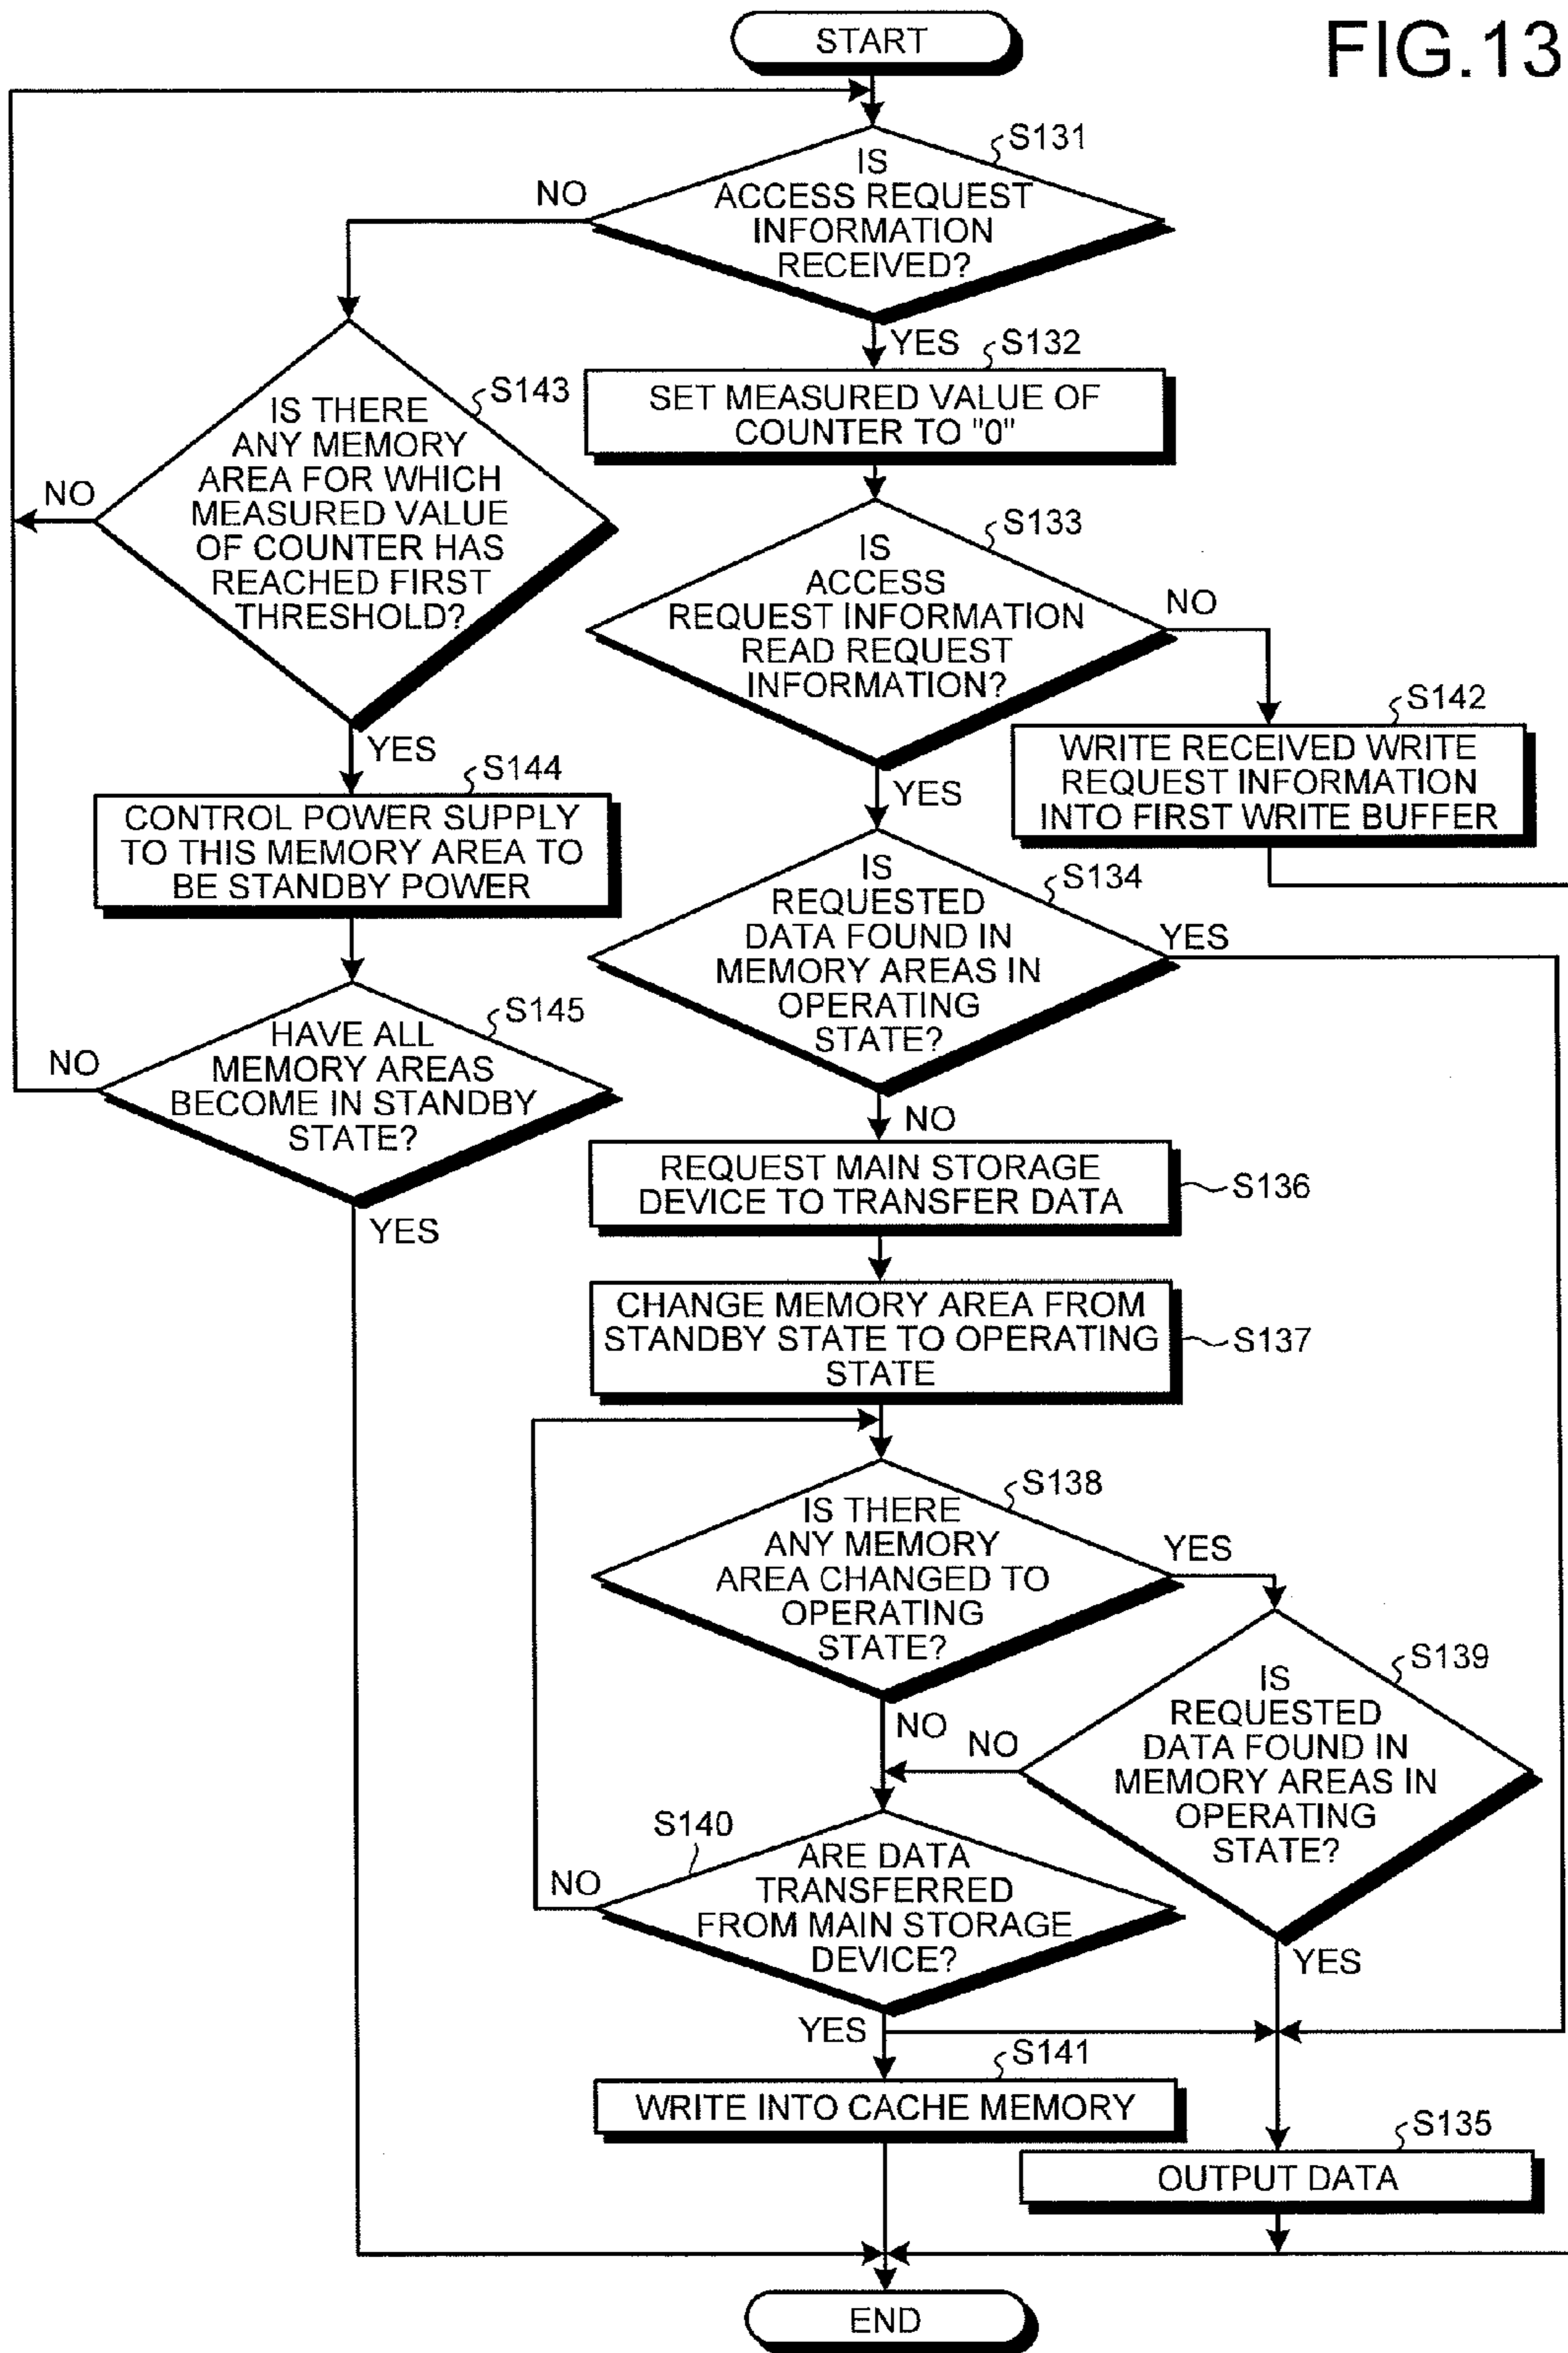 FIG.13
START
S131
IS
ACCESS REQUEST
INFORMATION
RECEIVED?
NO
YES
S132
SET MEASURED VALUE OF
COUNTER TO "0"
S143
IS THERE
ANY MEMORY
AREA FOR WHICH
MEASURED VALUE
OF COUNTER HAS
REACHED FIRST
THRESHOLD?
NO
YES
S133
IS
ACCESS
REQUEST INFORMATION
READ REQUEST
INFORMATION?
NO
YES
S142
WRITE RECEIVED WRITE
REQUEST INFORMATION
INTO FIRST WRITE BUFFER
S144
CONTROL POWER SUPPLY
TO THIS MEMORY AREA TO
BE STANDBY POWER
S134
IS
REQUESTED
DATA FOUND IN
MEMORY AREAS IN
OPERATING
STATE?
YES
NO
S145
HAVE ALL
MEMORY AREAS
BECOME IN STANDBY
STATE?
NO
YES
REQUEST MAIN STORAGE
DEVICE TO TRANSFER DATA
S136
CHANGE MEMORY AREA FROM
STANDBY STATE TO OPERATING
STATE
S137
S138
IS THERE
ANY MEMORY
AREA CHANGED TO
OPERATING
STATE?
YES
NO
S139
IS
REQUESTED
DATA FOUND IN
MEMORY AREAS IN
OPERATING
STATE?
NO
YES
S140
ARE DATA
TRANSFERRED
FROM MAIN STORAGE
DEVICE?
NO
YES
S141
WRITE INTO CACHE MEMORY
S135
OUTPUT DATA
END